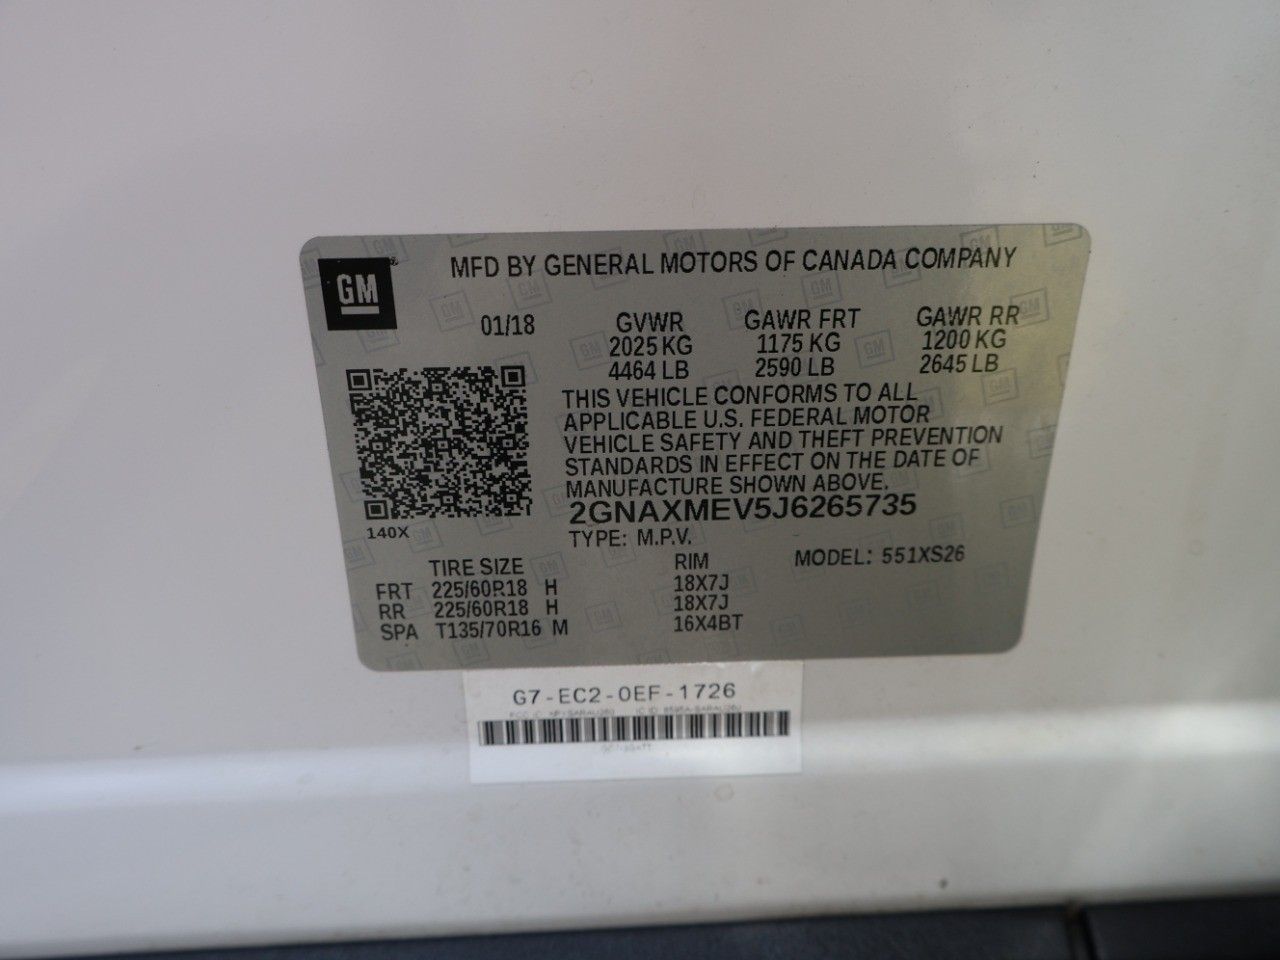 GM
MFD BY GENERAL MOTORS OF CANADA COMPANY
01/18 GVWR GAWR FRT GAWR RR
2025 KG 1175 KG 1200 KG
4464 LB 2590 LB 2645 LB
THIS VEHICLE CONFORMS TO ALL
APPLICABLE U.S. FEDERAL MOTOR
VEHICLE SAFETY AND THEFT PREVENTION
STANDARDS IN EFFECT ON THE DATE OF
MANUFACTURE SHOWN ABOVE.
2GNAXMEV5J6265735
140X
TYPE: M.P.V.
TIRE SIZE RIM MODEL: 551XS26
FRT 225/60R18 H 18X7J
RR 225/60R18 H 18X7J
SPA T135/70R16 M 16X4BT
G7-EC2-0EF-1726